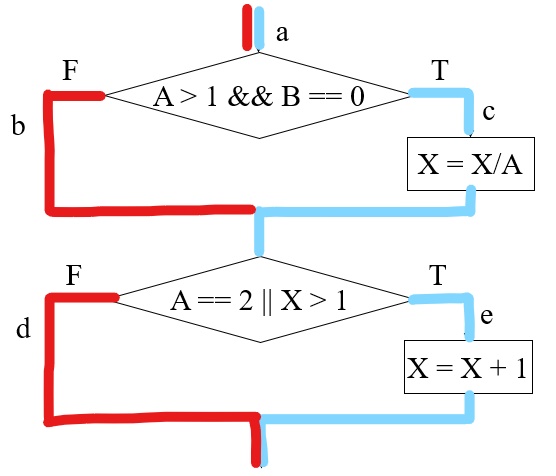 a
F
T
A > 1 && B == 0
b
c
X = X/A
F
T
A == 2 || X > 1
d
e
X = X + 1